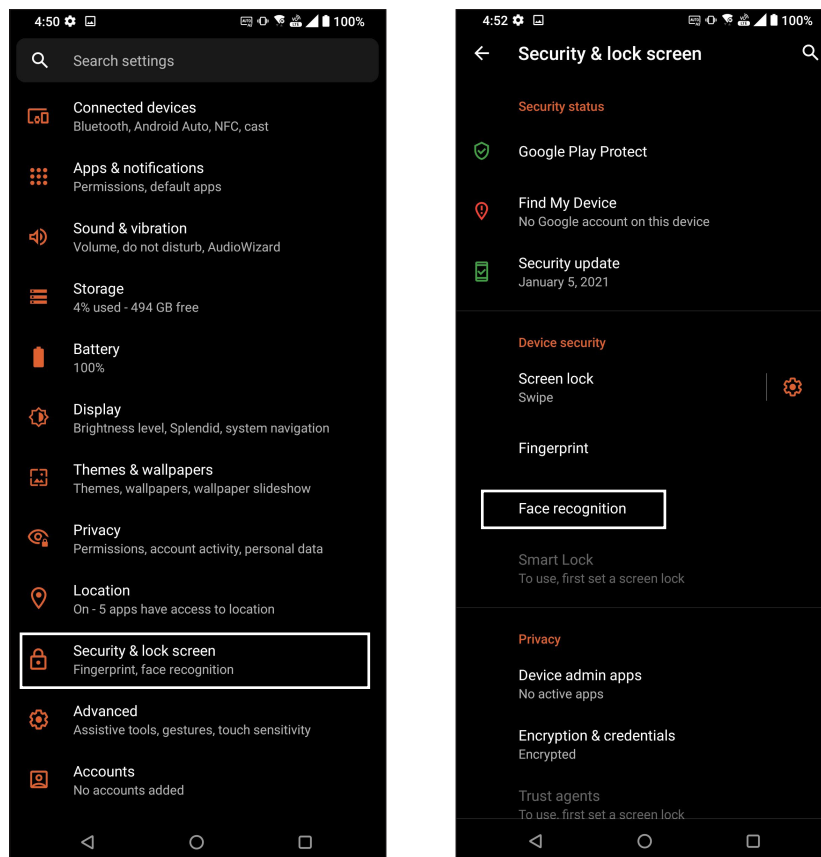 4:50
100%
Search settings
Connected devices
Bluetooth, Android Auto, NFC, cast
Apps & notifications
Permissions, default apps
Sound & vibration
Volume, do not disturb, AudioWizard
Storage
4% used - 494 GB free
Battery
100%
Display
Brightness level, Splendid, system navigation
Themes & wallpapers
Themes, wallpapers, wallpaper slideshow
Privacy
Permissions, account activity, personal data
Location
On - 5 apps have access to location
Security & lock screen
Fingerprint, face recognition
Advanced
Assistive tools, gestures, touch sensitivity
Accounts
No accounts added
4:52
100%
Security & lock screen
Security status
Google Play Protect
Find My Device
No Google account on this device
Security update
January 5, 2021
Device security
Screen lock
Swipe
Fingerprint
Face recognition
Smart Lock
To use, first set a screen lock
Privacy
Device admin apps
No active apps
Encryption & credentials
Encrypted
Trust agents
To use, first set a screen lock